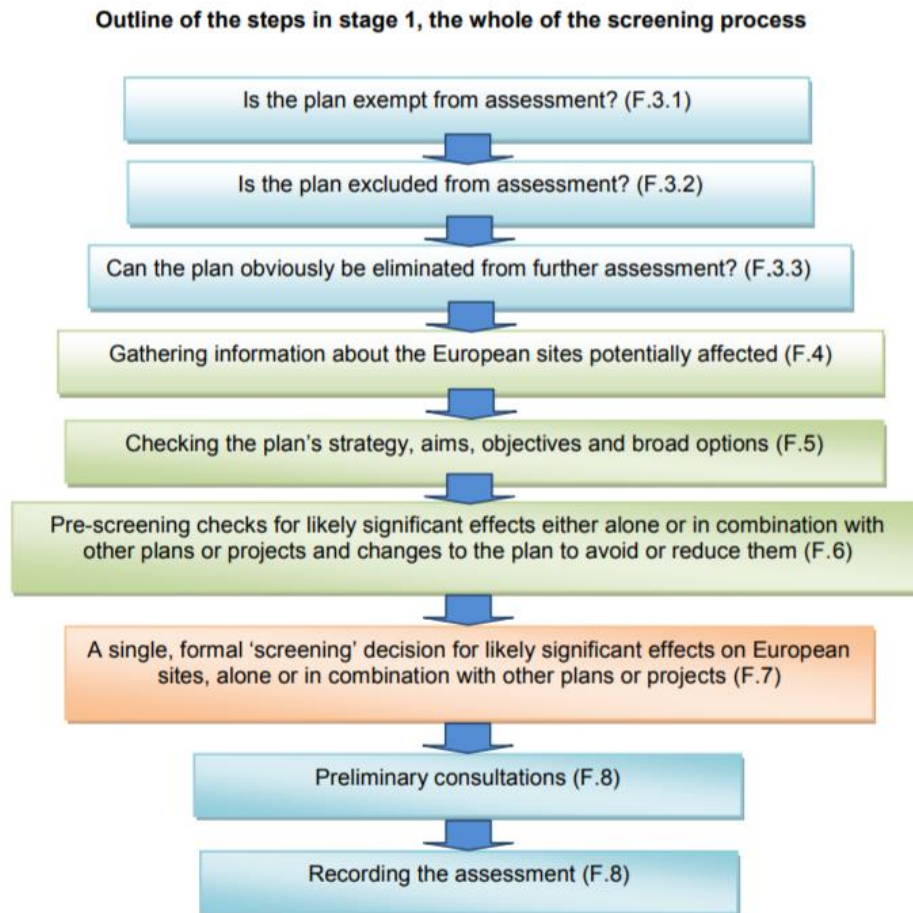 Outline of the steps in stage 1, the whole of the screening process
Is the plan exempt from assessment? (F.3.1)
Is the plan excluded from assessment? (F.3.2)
Can the plan obviously be eliminated from further assessment? (F.3.3)
Gathering information about the European sites potentially affected (F.4)
Checking the plan’s strategy, aims, objectives and broad options (F.5)
Pre-screening checks for likely significant effects either alone or in combination with
other plans or projects and changes to the plan to avoid or reduce them (F.6)
A single, formal ‘screening’ decision for likely significant effects on European
sites, alone or in combination with other plans or projects (F.7)
Preliminary consultations (F.8)
Recording the assessment (F.8)